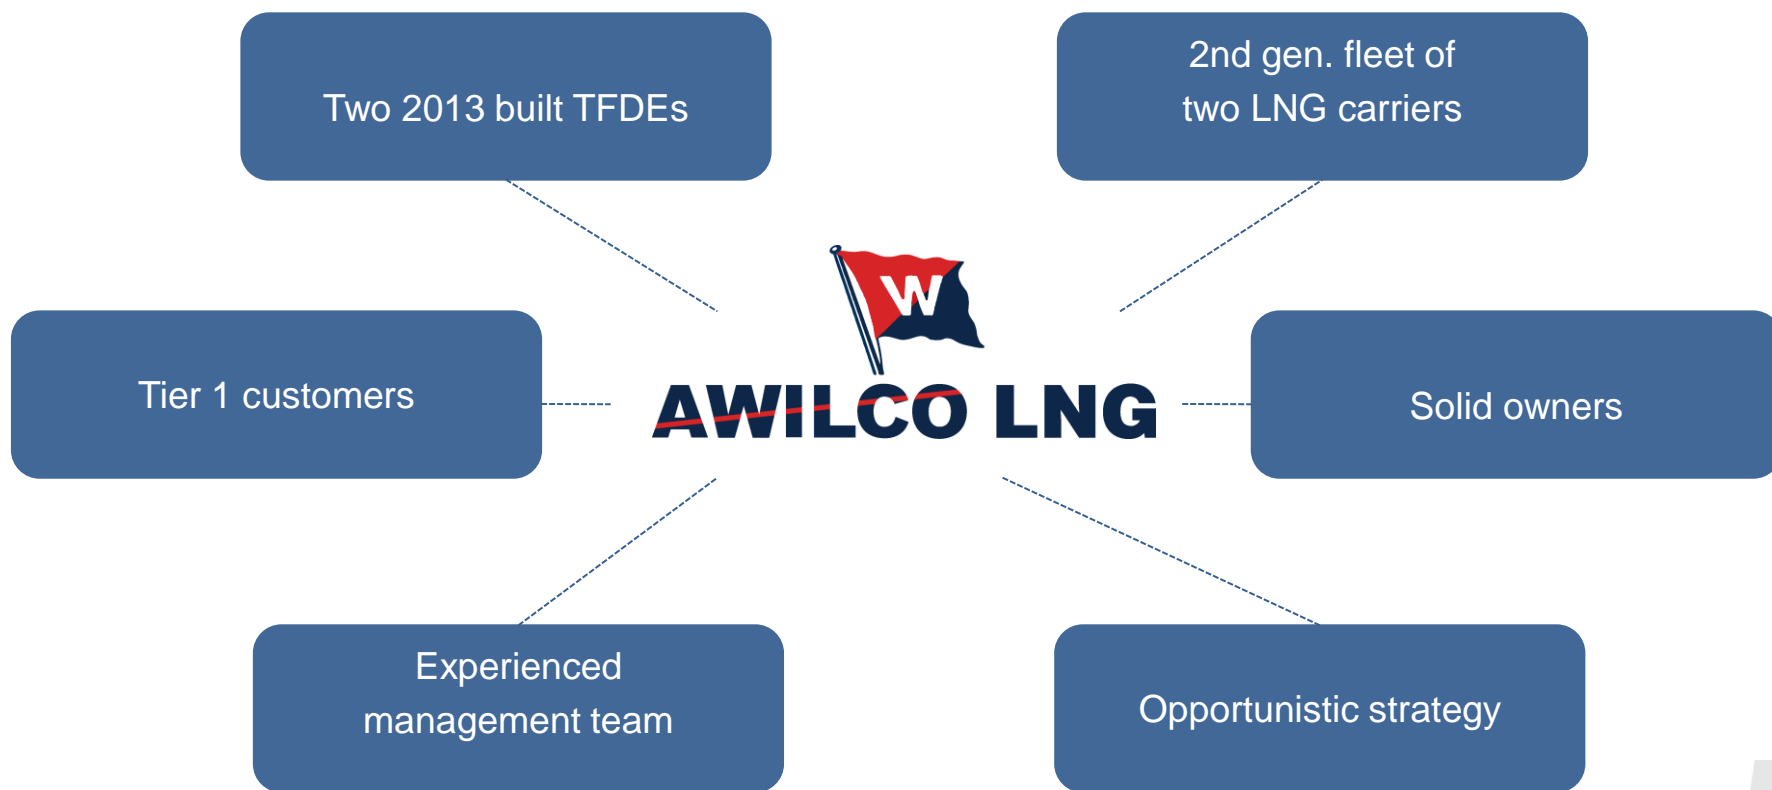 Two 2013 built TFDEs
2nd gen. fleet of
two LNG carriers
W
AWILCO LNG
Tier 1 customers
Solid owners
Experienced
management team
Opportunistic strategy